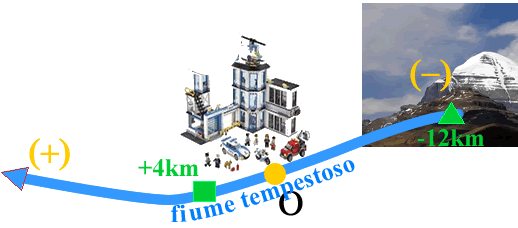 (−)
-12km
(+)
+4km
fiume tempestoso
O